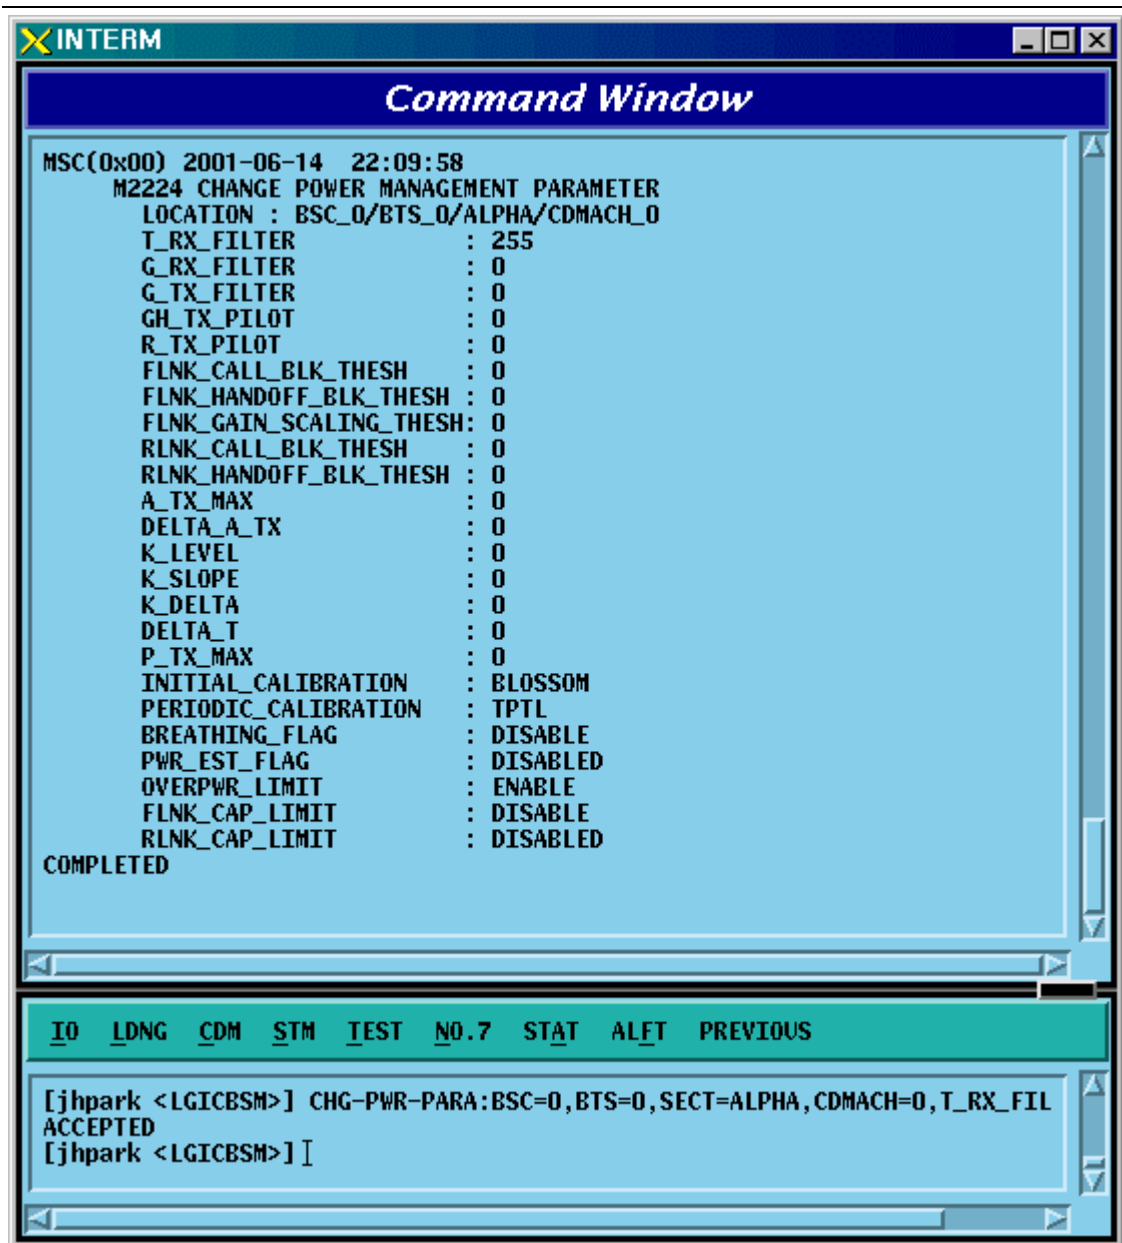 INTERM
Command Window
MSC(0x00) 2001-06-14 22:09:58
M2224 CHANGE POWER MANAGEMENT PARAMETER
LOCATION : BSC_0/BTS_0/ALPHA/CDMACH_0
T_RX_FILTER : 255
G_RX_FILTER : 0
G_TX_FILTER : 0
GH_TX_PILOT : 0
R_TX_PILOT : 0
FLNK_CALL_BLK_THESH : 0
FLNK_HANDOFF_BLK_THESH : 0
FLNK_GAIN_SCALING_THESH: 0
RLNK_CALL_BLK_THESH : 0
RLNK_HANDOFF_BLK_THESH : 0
A_TX_MAX : 0
DELTA_A_TX : 0
K_LEVEL : 0
K_SLOPE : 0
K_DELTA : 0
DELTA_T : 0
P_TX_MAX : 0
INITIAL_CALIBRATION : BLOSSOM
PERIODIC_CALIBRATION : TPTL
BREATHING_FLAG : DISABLE
PWR_EST_FLAG : DISABLED
OVERPWR_LIMIT : ENABLE
FLNK_CAP_LIMIT : DISABLE
RLNK_CAP_LIMIT : DISABLED
COMPLETED
IO LDNG CDM STM TEST NO.7 STAT ALFT PREVIOUS
[jhpark <LGICBSM>] CHG-PWR-PARA:BSC=0,BTS=0,SECT=ALPHA,CDMACH=0,T_RX_FIL
ACCEPTED
[jhpark <LGICBSM>]